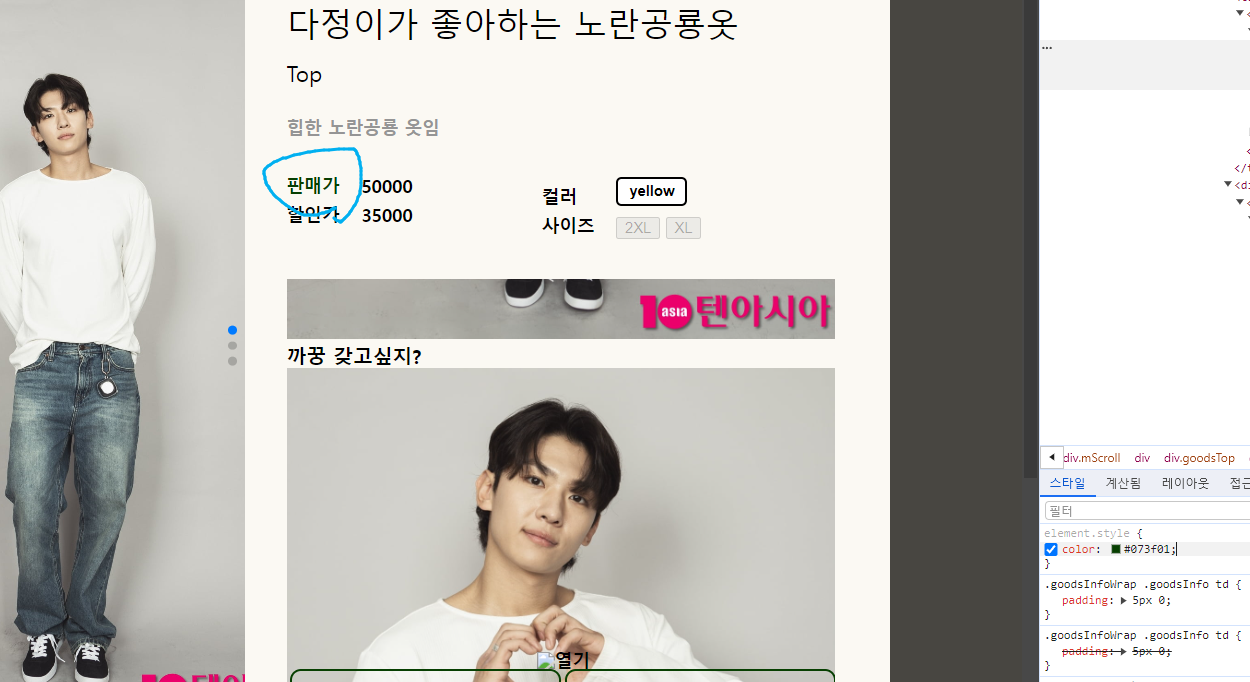 다정이가 좋아하는 노란공룡옷
Top
힙한 노란공룡 옷임
판매가 50000
할인가 35000
컬러 yellow
사이즈 2XL XL
10 asia 텐아시아
까꿍 갖고싶지?
열기
...
</t
<di
div.mScroll div div.goodsTop
스타일 계산됨 레이아웃 접근
필터
element.style {
color: #073f01;
}
.goodsInfoWrap .goodsInfo td {
padding: 5px 0;
}
.goodsInfoWrap .goodsInfo td {
padding: 5px 0;
}